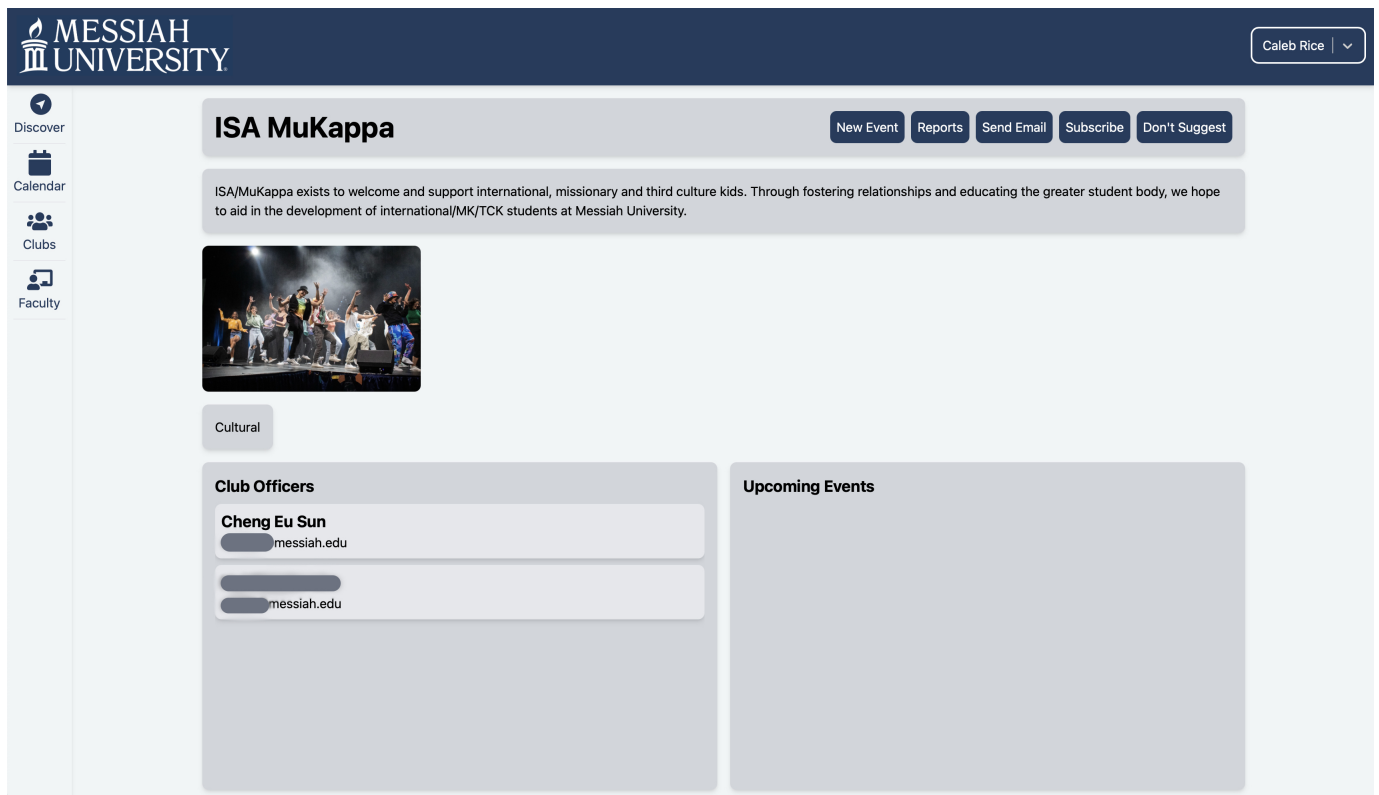 MESSIAH
UNIVERSITY®
Caleb Rice
Discover
Calendar
Clubs
Faculty
ISA MuKappa
New Event
Reports
Send Email
Subscribe
Don't Suggest
ISA/MuKappa exists to welcome and support international, missionary and third culture kids. Through fostering relationships and educating the greater student body, we hope
to aid in the development of international/MK/TCK students at Messiah University.
Cultural
Club Officers
Cheng Eu Sun
messiah.edu
messiah.edu
Upcoming Events